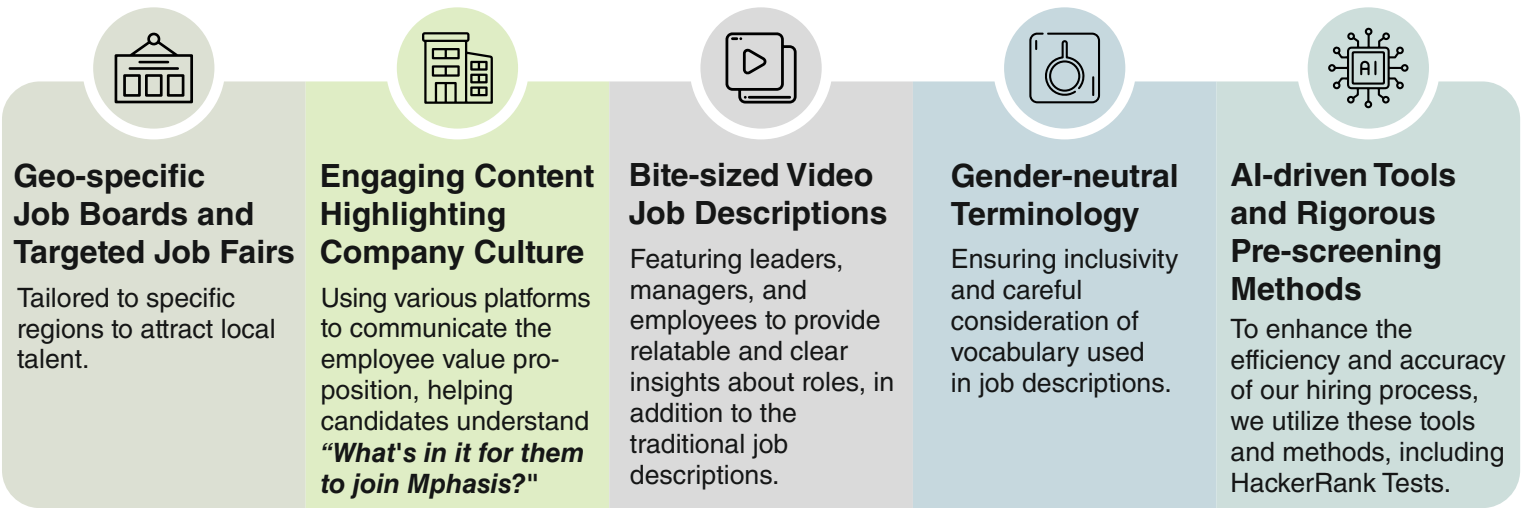 AI
Geo-specific
Job Boards and
Targeted Job Fairs
Tailored to specific
regions to attract local
talent.
Engaging Content
Highlighting
Company Culture
Using various platforms
to communicate the
employee value pro-
position, helping
candidates understand
“What's in it for them
to join Mphasis?"
Bite-sized Video
Job Descriptions
Featuring leaders,
managers, and
employees to provide
relatable and clear
insights about roles, in
addition to the
traditional job
descriptions.
Gender-neutral
Terminology
Ensuring inclusivity
and careful
consideration of
vocabulary used
in job descriptions.
AI-driven Tools
and Rigorous
Pre-screening
Methods
To enhance the
efficiency and accuracy
of our hiring process,
we utilize these tools
and methods, including
HackerRank Tests.